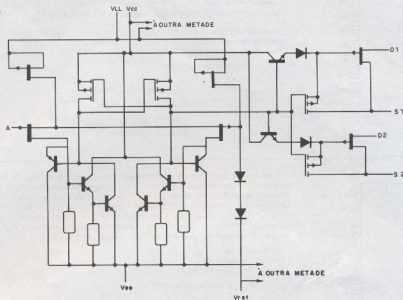 VLL Vcc
A OUTRA METADE
D1
S1
A
D2
S2
A OUTRA METADE
Vee
Vref